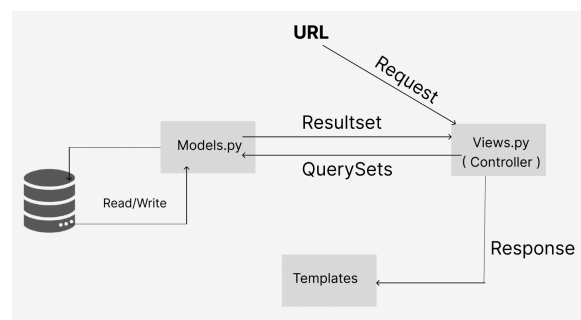 URL
Request
Resultset
Models.py
Views.py
( Controller )
QuerySets
Read/Write
Response
Templates